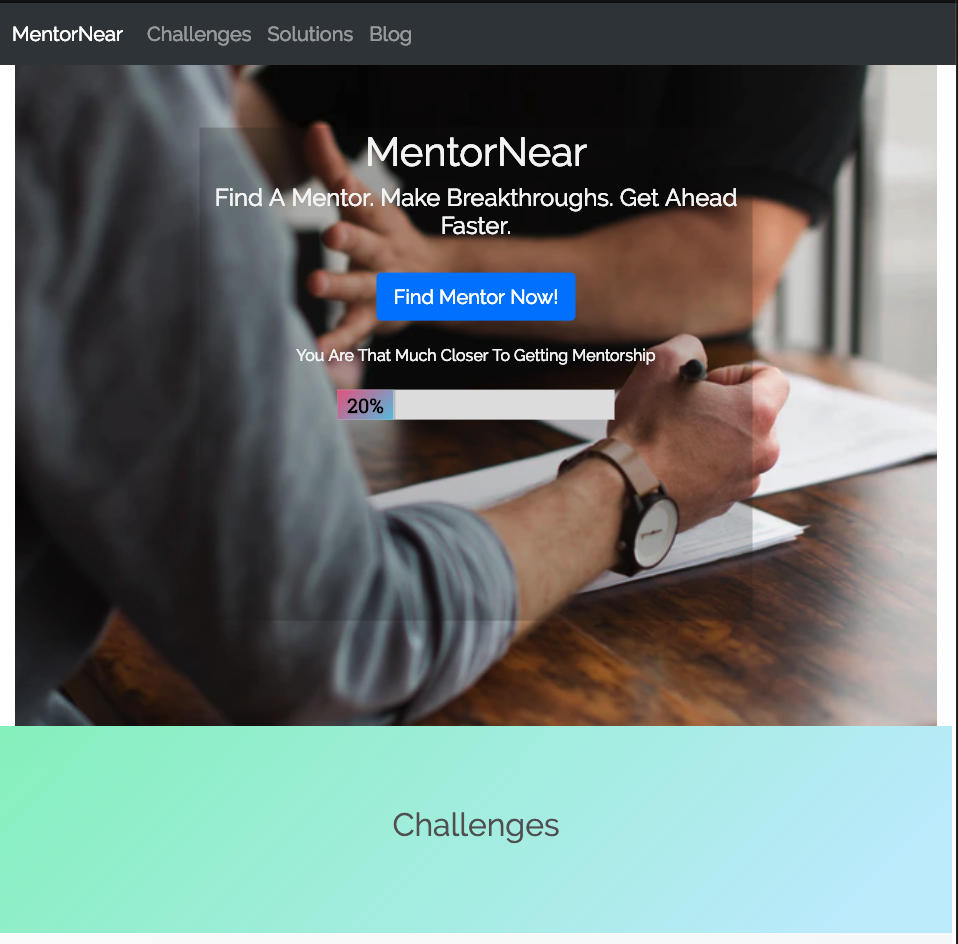 MentorNear Challenges Solutions Blog
MentorNear
Find A Mentor. Make Breakthroughs. Get Ahead
Faster.
Find Mentor Now!
You Are That Much Closer To Getting Mentorship
20%
Challenges